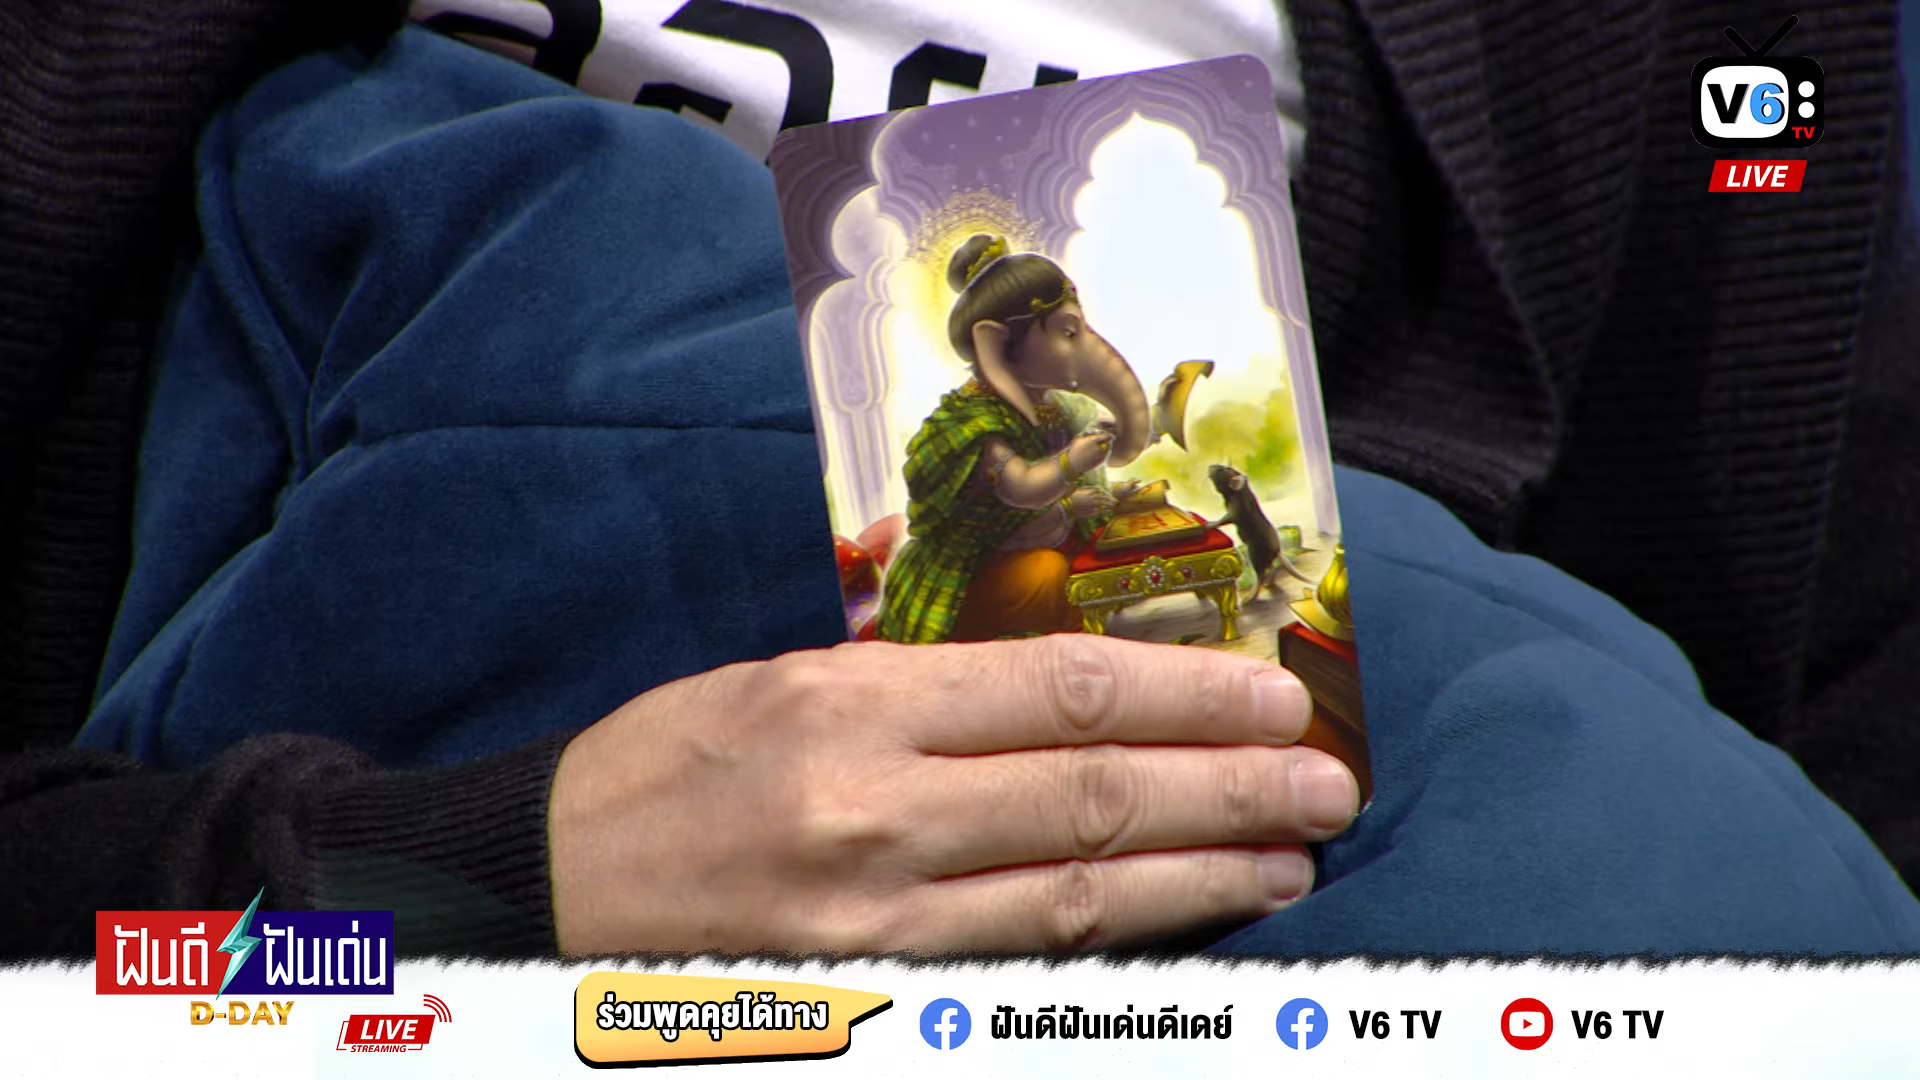 V6
TV
LIVE
ฝันดี
ฝันเด่น
D-DAY
LIVE
STREAMING
ร่วมพูดคุยได้ทาง
ฝันดีฝันเด่นดีเดย์
V6 TV
V6 TV